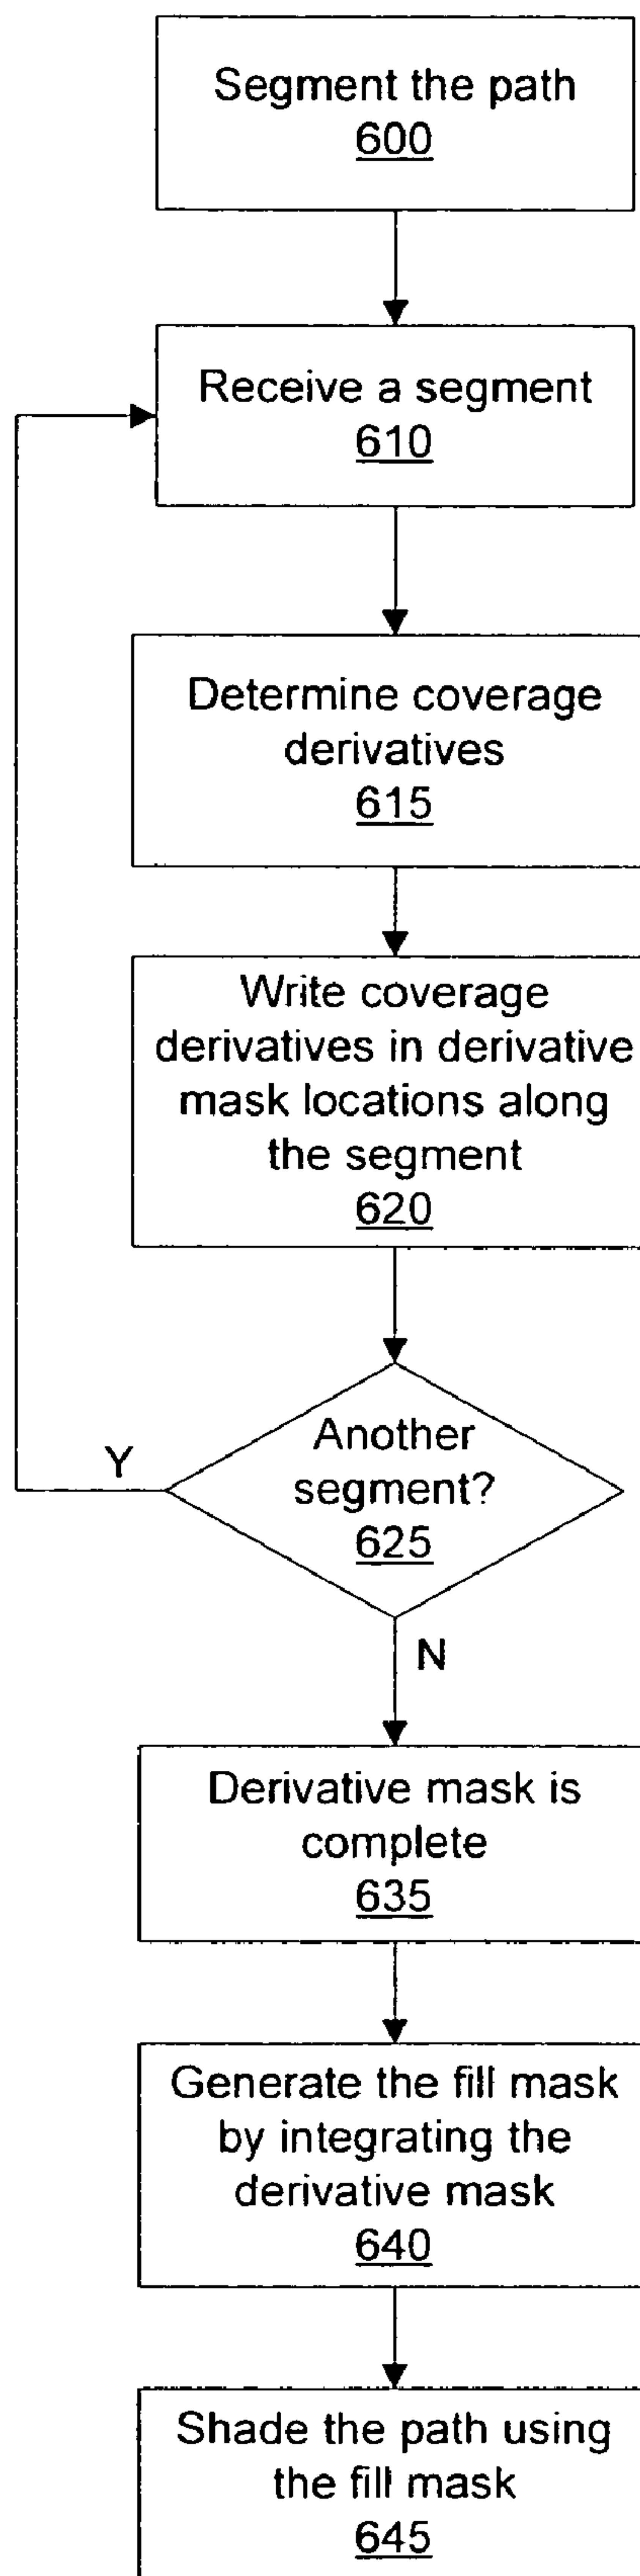 Segment the path
600
Receive a segment
610
Determine coverage
derivatives
615
Write coverage
derivatives in derivative
mask locations along
the segment
620
Another
segment?
625
Y
N
Derivative mask is
complete
635
Generate the fill mask
by integrating the
derivative mask
640
Shade the path using
the fill mask
645